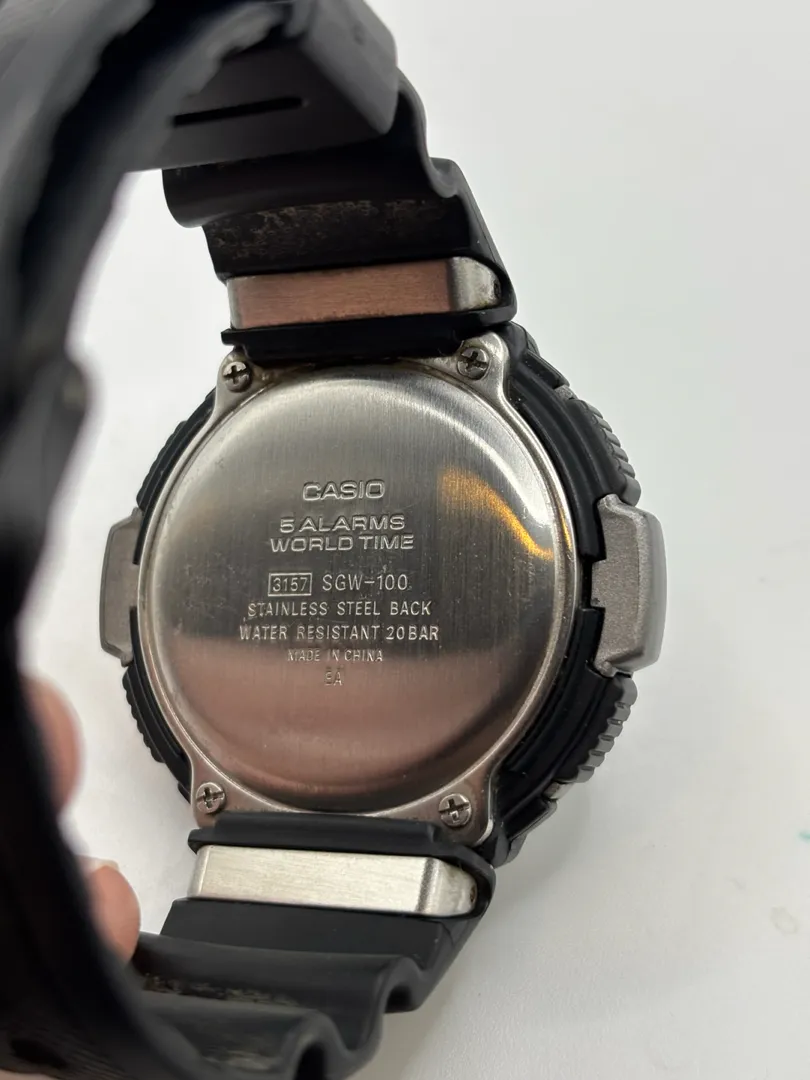 CASIO
5 ALARMS
WORLD TIME
3157 SGW-100
STAINLESS STEEL BACK
WATER RESISTANT 20BAR
MADE IN CHINA